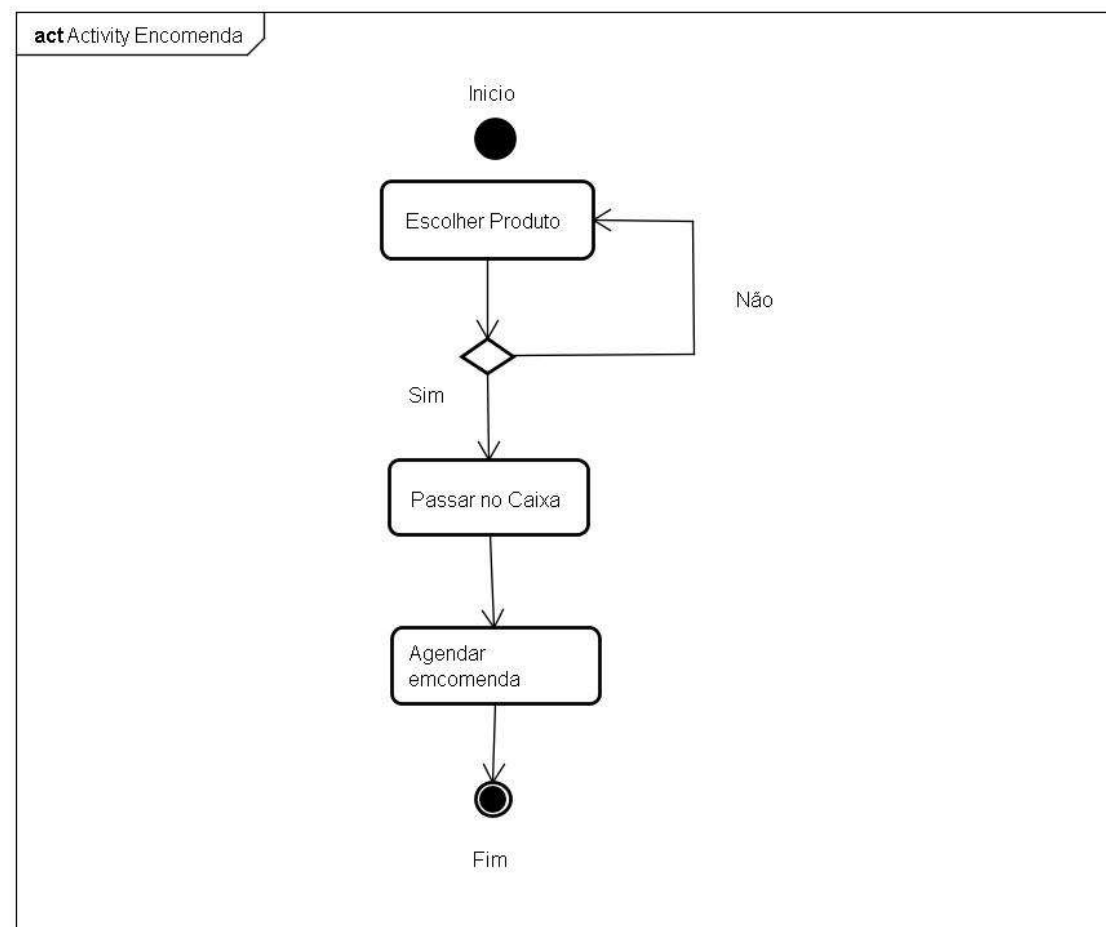 act Activity Encomenda
Inicio
Escolher Produto
Não
Sim
Passar no Caixa
Agendar
emcomenda
Fim